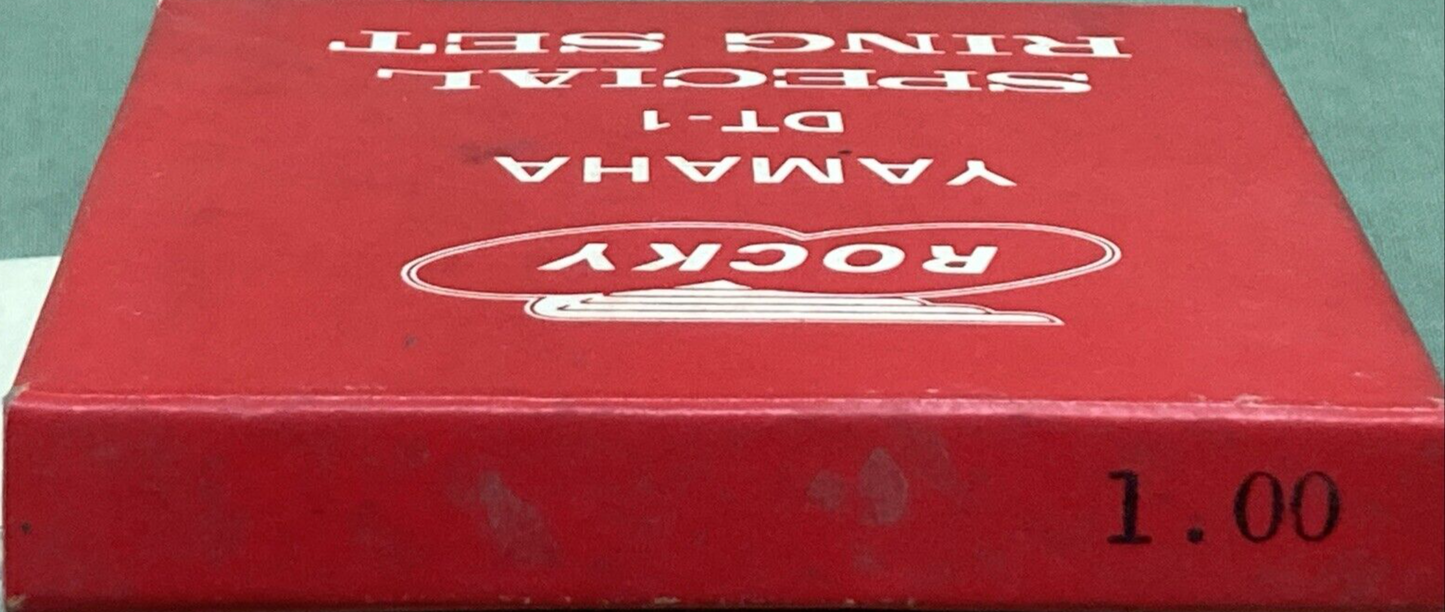 ROCKY
YAMAHA
DT-1
SPECIAL
RING SET
1.00